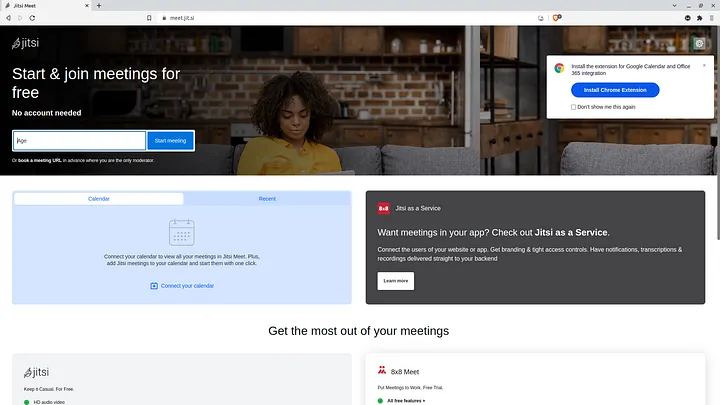 Jitsi Meet
meet.jit.si
jitsi
Start & join meetings for
free
No account needed
Start meeting
Or book a meeting URL in advance where you are the only moderator.
Install the extension for Google Calendar and Office
365 integration
Install Chrome Extension
Don't show me this again
Calendar
Recent
Connect your calendar to view all your meetings in Jitsi Meet. Plus,
add Jitsi meetings to your calendar and start them with one click.
Connect your calendar
8x8
Jitsi as a Service
Want meetings in your app? Check out Jitsi as a Service.
Connect the users of your website or app. Get branding & tight access controls. Have notifications, transcriptions &
recordings delivered straight to your backend
Learn more
Get the most out of your meetings
jitsi
Keep it Casual. For Free.
HD audio video
8x8 Meet
Put Meetings to Work. Free Trial.
All free features +